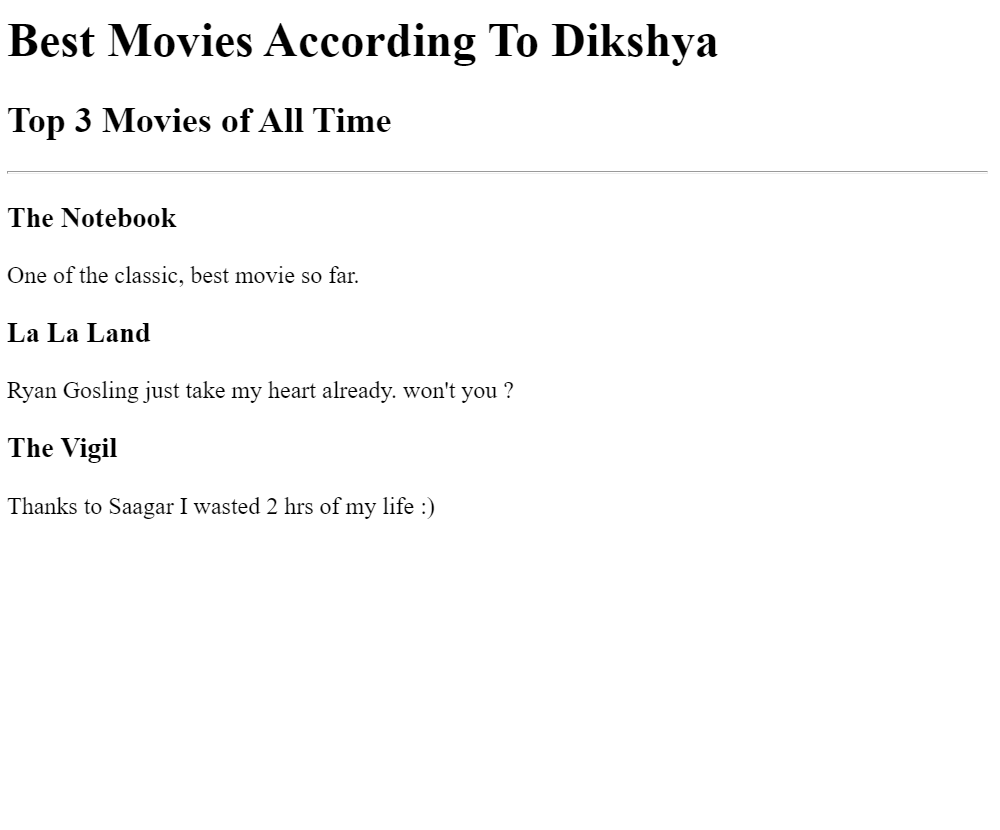 Best Movies According To Dikshya
Top 3 Movies of All Time
The Notebook
One of the classic, best movie so far.
La La Land
Ryan Gosling just take my heart already. won't you ?
The Vigil
Thanks to Saagar I wasted 2 hrs of my life :)